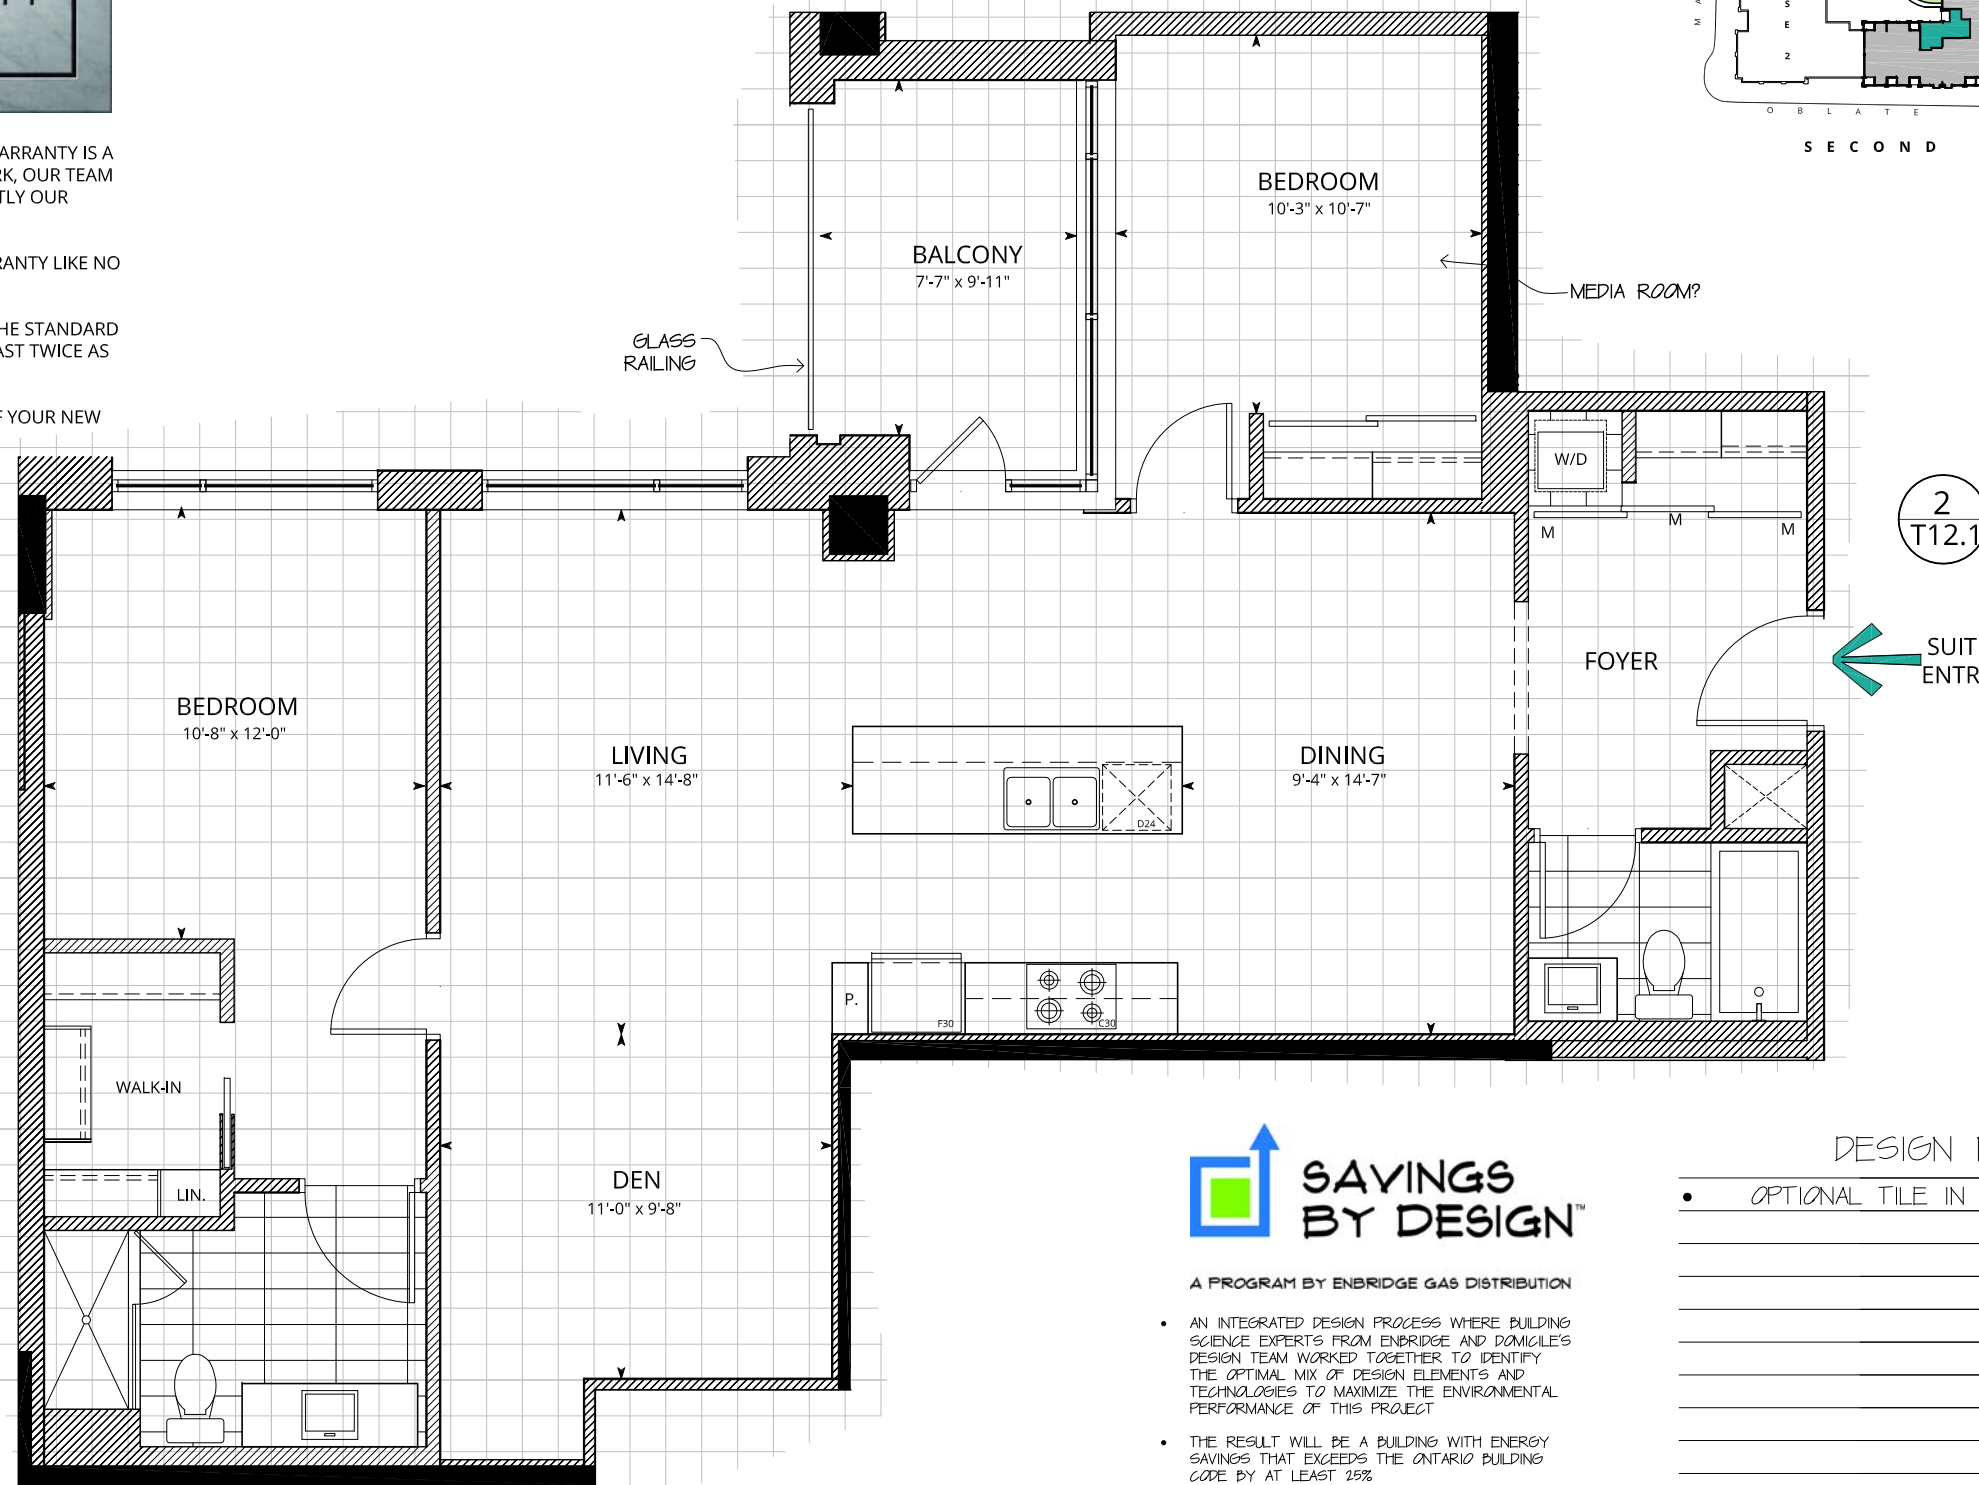 ARRANTY IS A
RK, OUR TEAM
TLY OUR
RANTY LIKE NO
HE STANDARD
AST TWICE AS
F YOUR NEW
S
E
2
O B L A T E
S E C O N D
BEDROOM
10'-3" x 10'-7"
BALCONY
7'-7" x 9'-11"
MEDIA ROOM?
GLASS
RAILING
W/D
M
M
M
2
T12.1
SUIT
ENTR
FOYER
BEDROOM
10'-8" x 12'-0"
LIVING
11'-6" x 14'-8"
DINING
9'-4" x 14'-7"
D24
P.
F30
C30
WALK-IN
LIN.
DEN
11'-0" x 9'-8"
SAVINGS
BY DESIGN™
A PROGRAM BY ENBRIDGE GAS DISTRIBUTION
• AN INTEGRATED DESIGN PROCESS WHERE BUILDING
SCIENCE EXPERTS FROM ENBRIDGE AND DOMICILE'S
DESIGN TEAM WORKED TOGETHER TO IDENTIFY
THE OPTIMAL MIX OF DESIGN ELEMENTS AND
TECHNOLOGIES TO MAXIMIZE THE ENVIRONMENTAL
PERFORMANCE OF THIS PROJECT
• THE RESULT WILL BE A BUILDING WITH ENERGY
SAVINGS THAT EXCEEDS THE ONTARIO BUILDING
CODE BY AT LEAST 25%
DESIGN
• OPTIONAL TILE IN